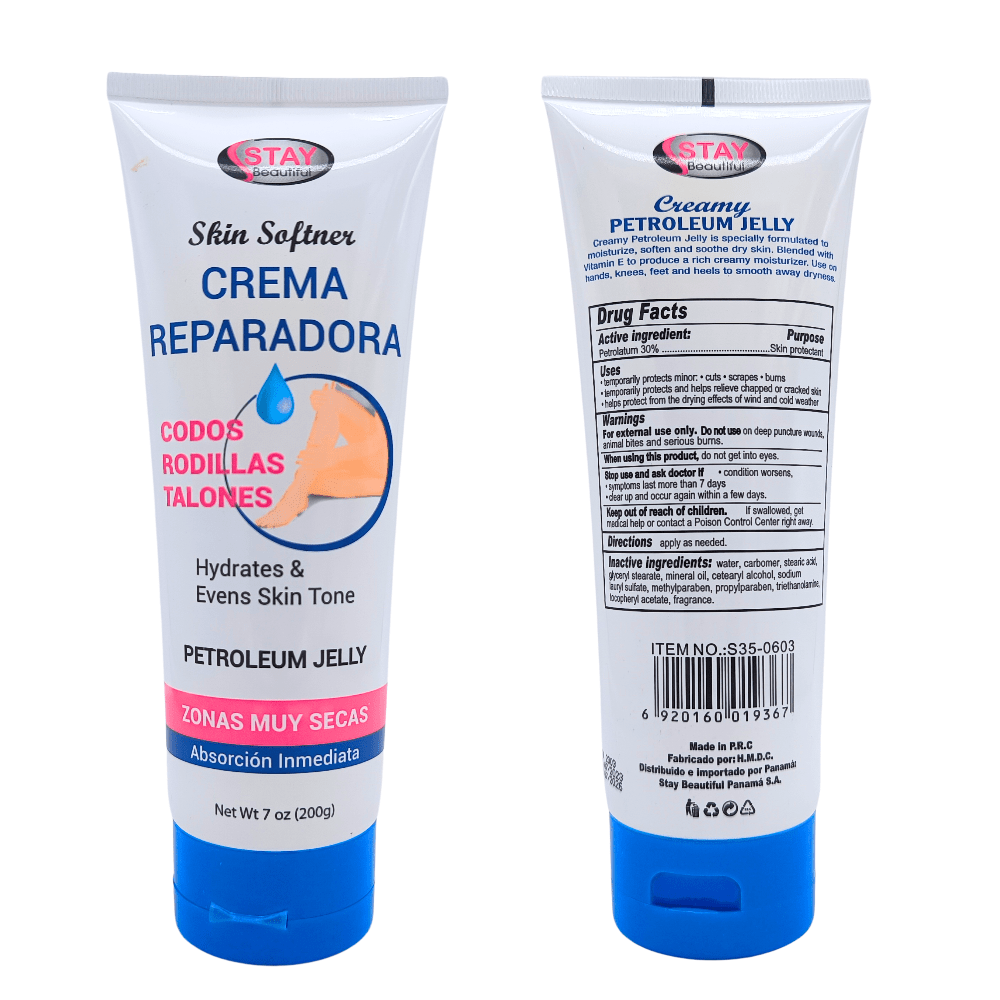 STAY
Beautiful
Skin Softner
CREMA
REPARADORA
CODOS
RODILLAS
TALONES
Hydrates &
Evens Skin Tone
PETROLEUM JELLY
ZONAS MUY SECAS
Absorción Inmediata
Net Wt 7 oz (200g)
STAY
Beautiful
Creamy
PETROLEUM JELLY
Creamy Petroleum Jelly is specially formulated to
moisturize, soften and soothe dry skin. Blended with
Vitamin E to produce a rich creamy moisturizer. Use on
hands, knees, feet and heels to smooth away dryness.
Drug Facts
Active ingredient: Purpose
Petrolatum 30% ........................................Skin protectant
Uses
• temporarily protects minor: • cuts • scrapes • burns
• temporarily protects and helps relieve chapped or cracked skin
• helps protect from the drying effects of wind and cold weather
Warnings
For external use only. Do not use on deep puncture wounds,
animal bites and serious burns.
When using this product, do not get into eyes.
Stop use and ask doctor if • condition worsens,
• symptoms last more than 7 days
• clear up and occur again within a few days.
Keep out of reach of children. If swallowed, get
medical help or contact a Poison Control Center right away.
Directions apply as needed.
Inactive ingredients: water, carbomer, stearic acid,
glyceryl stearate, mineral oil, cetearyl alcohol, sodium
lauryl sulfate, methylparaben, propylparaben, triethanolamine,
tocopheryl acetate, fragrance.
ITEM NO.:S35-0603
6 920160 019367
Made in P.R.C
Fabricado por: H.M.D.C.
Distribuido e importado por Panamá:
Stay Beautiful Panamá S.A.